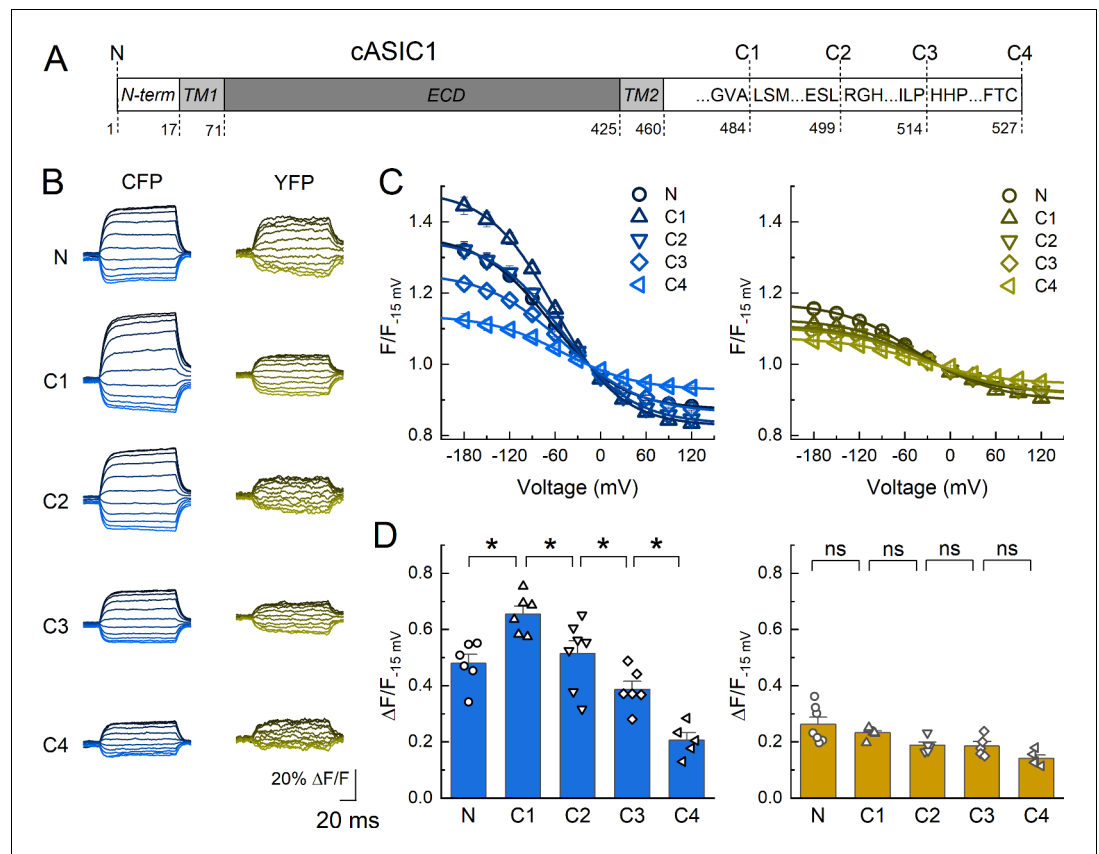 A
cASIC1
N C1 C2 C3 C4
N-term TM1 ECD TM2 ...GVA LSM...ESL RGH...ILP HHP...FTC
1 17 71 425 460 484 499 514 527
B
CFP YFP
N
C1
C2
C3
C4
20% ΔF/F
20 ms
C
F/F-15 mV
1.4
1.2
1.0
0.8
-180 -120 -60 0 60 120
Voltage (mV)
N
C1
C2
C3
C4
F/F-15 mV
1.4
1.2
1.0
0.8
-180 -120 -60 0 60 120
Voltage (mV)
N
C1
C2
C3
C4
D
ΔF/F-15 mV
0.8
0.6
0.4
0.2
0.0
* * * *
N C1 C2 C3 C4
ΔF/F-15 mV
0.8
0.6
0.4
0.2
0.0
ns ns ns ns
N C1 C2 C3 C4